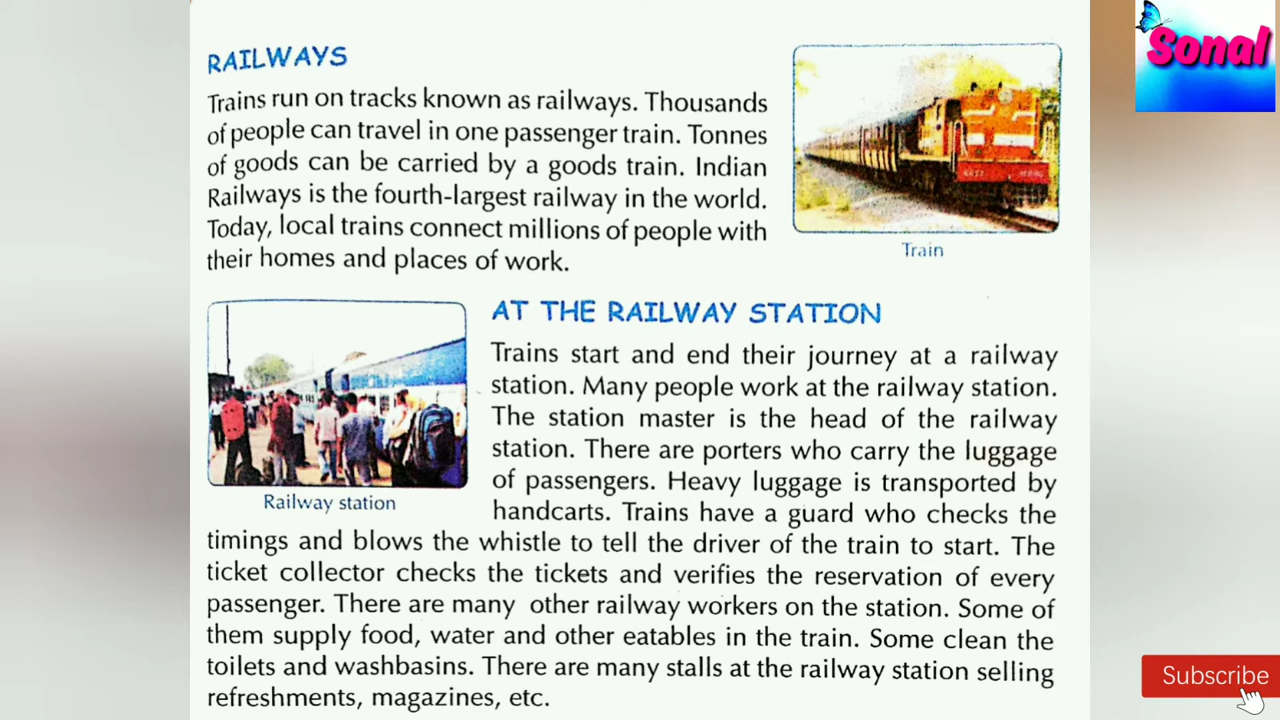 RAILWAYS
Trains run on tracks known as railways. Thousands
of people can travel in one passenger train. Tonnes
of goods can be carried by a goods train. Indian
Railways is the fourth-largest railway in the world.
Today, local trains connect millions of people with
their homes and places of work.
Train
Sonal
AT THE RAILWAY STATION
Trains start and end their journey at a railway
station. Many people work at the railway station.
The station master is the head of the railway
station. There are porters who carry the luggage
of passengers. Heavy luggage is transported by
handcarts. Trains have a guard who checks the
Railway station
timings and blows the whistle to tell the driver of the train to start. The
ticket collector checks the tickets and verifies the reservation of every
passenger. There are many other railway workers on the station. Some of
them supply food, water and other eatables in the train. Some clean the
toilets and washbasins. There are many stalls at the railway station selling
refreshments, magazines, etc.
Subscribe